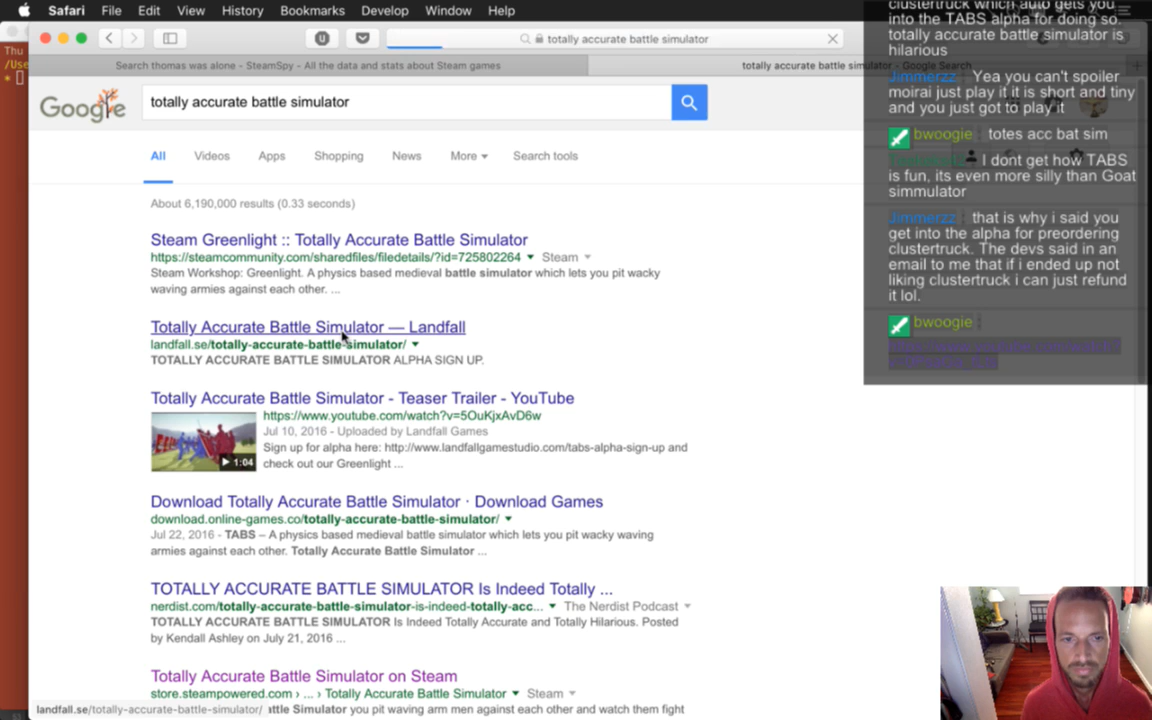 Safari File Edit View History Bookmarks Develop Window Help
totally accurate battle simulator
Search thomas was alone - SteamSpy - All the data and stats about Steam games
totally accurate battle simulator - Google Search
Thu
/Use
*
Google
totally accurate battle simulator
All Videos Apps Shopping News More Search tools
About 6,190,000 results (0.33 seconds)
Steam Greenlight :: Totally Accurate Battle Simulator
https://steamcommunity.com/sharedfiles/filedetails/?id=725802264 Steam
Steam Workshop: Greenlight. A physics based medieval battle simulator which lets you pit wacky
waving armies against each other. ...
Totally Accurate Battle Simulator — Landfall
landfall.se/totally-accurate-battle-simulator/
TOTALLY ACCURATE BATTLE SIMULATOR ALPHA SIGN UP.
Totally Accurate Battle Simulator - Teaser Trailer - YouTube
https://www.youtube.com/watch?v=5OuKjxAvD6w
Jul 10, 2016 - Uploaded by Landfall Games
Sign up for alpha here: http://www.landfallgamestudio.com/tabs-alpha-sign-up and
check out our Greenlight ...
1:04
Download Totally Accurate Battle Simulator · Download Games
download.online-games.co/totally-accurate-battle-simulator/
Jul 22, 2016 - TABS – A physics based medieval battle simulator which lets you pit wacky waving
armies against each other. Totally Accurate Battle Simulator ...
TOTALLY ACCURATE BATTLE SIMULATOR Is Indeed Totally ...
nerdist.com/totally-accurate-battle-simulator-is-indeed-totally-acc... The Nerdist Podcast
TOTALLY ACCURATE BATTLE SIMULATOR Is Indeed Totally Accurate and Totally Hilarious. Posted
by Kendall Ashley on July 21, 2016 ...
Totally Accurate Battle Simulator on Steam
store.steampowered.com › ... › Totally Accurate Battle Simulator Steam
attle Simulator you pit waving arm men against each other and watch them fight
landfall.se/totally-accurate-battle-simulator/
clustertruck which auto gets you
into the TABS alpha for doing so.
totally accurate battle simulator is
hilarious
Jimmerzz : Yea you can't spoiler
moirai just play it it is short and tiny
and you just got to play it
bwoogie : totes acc bat sim
I dont get how TABS
is fun, its even more silly than Goat
simmulator
Jimmerzz : that is why i said you
get into the alpha for preordering
clustertruck. The devs said in an
email to me that if i ended up not
liking clustertruck i can just refund
it lol.
bwoogie :